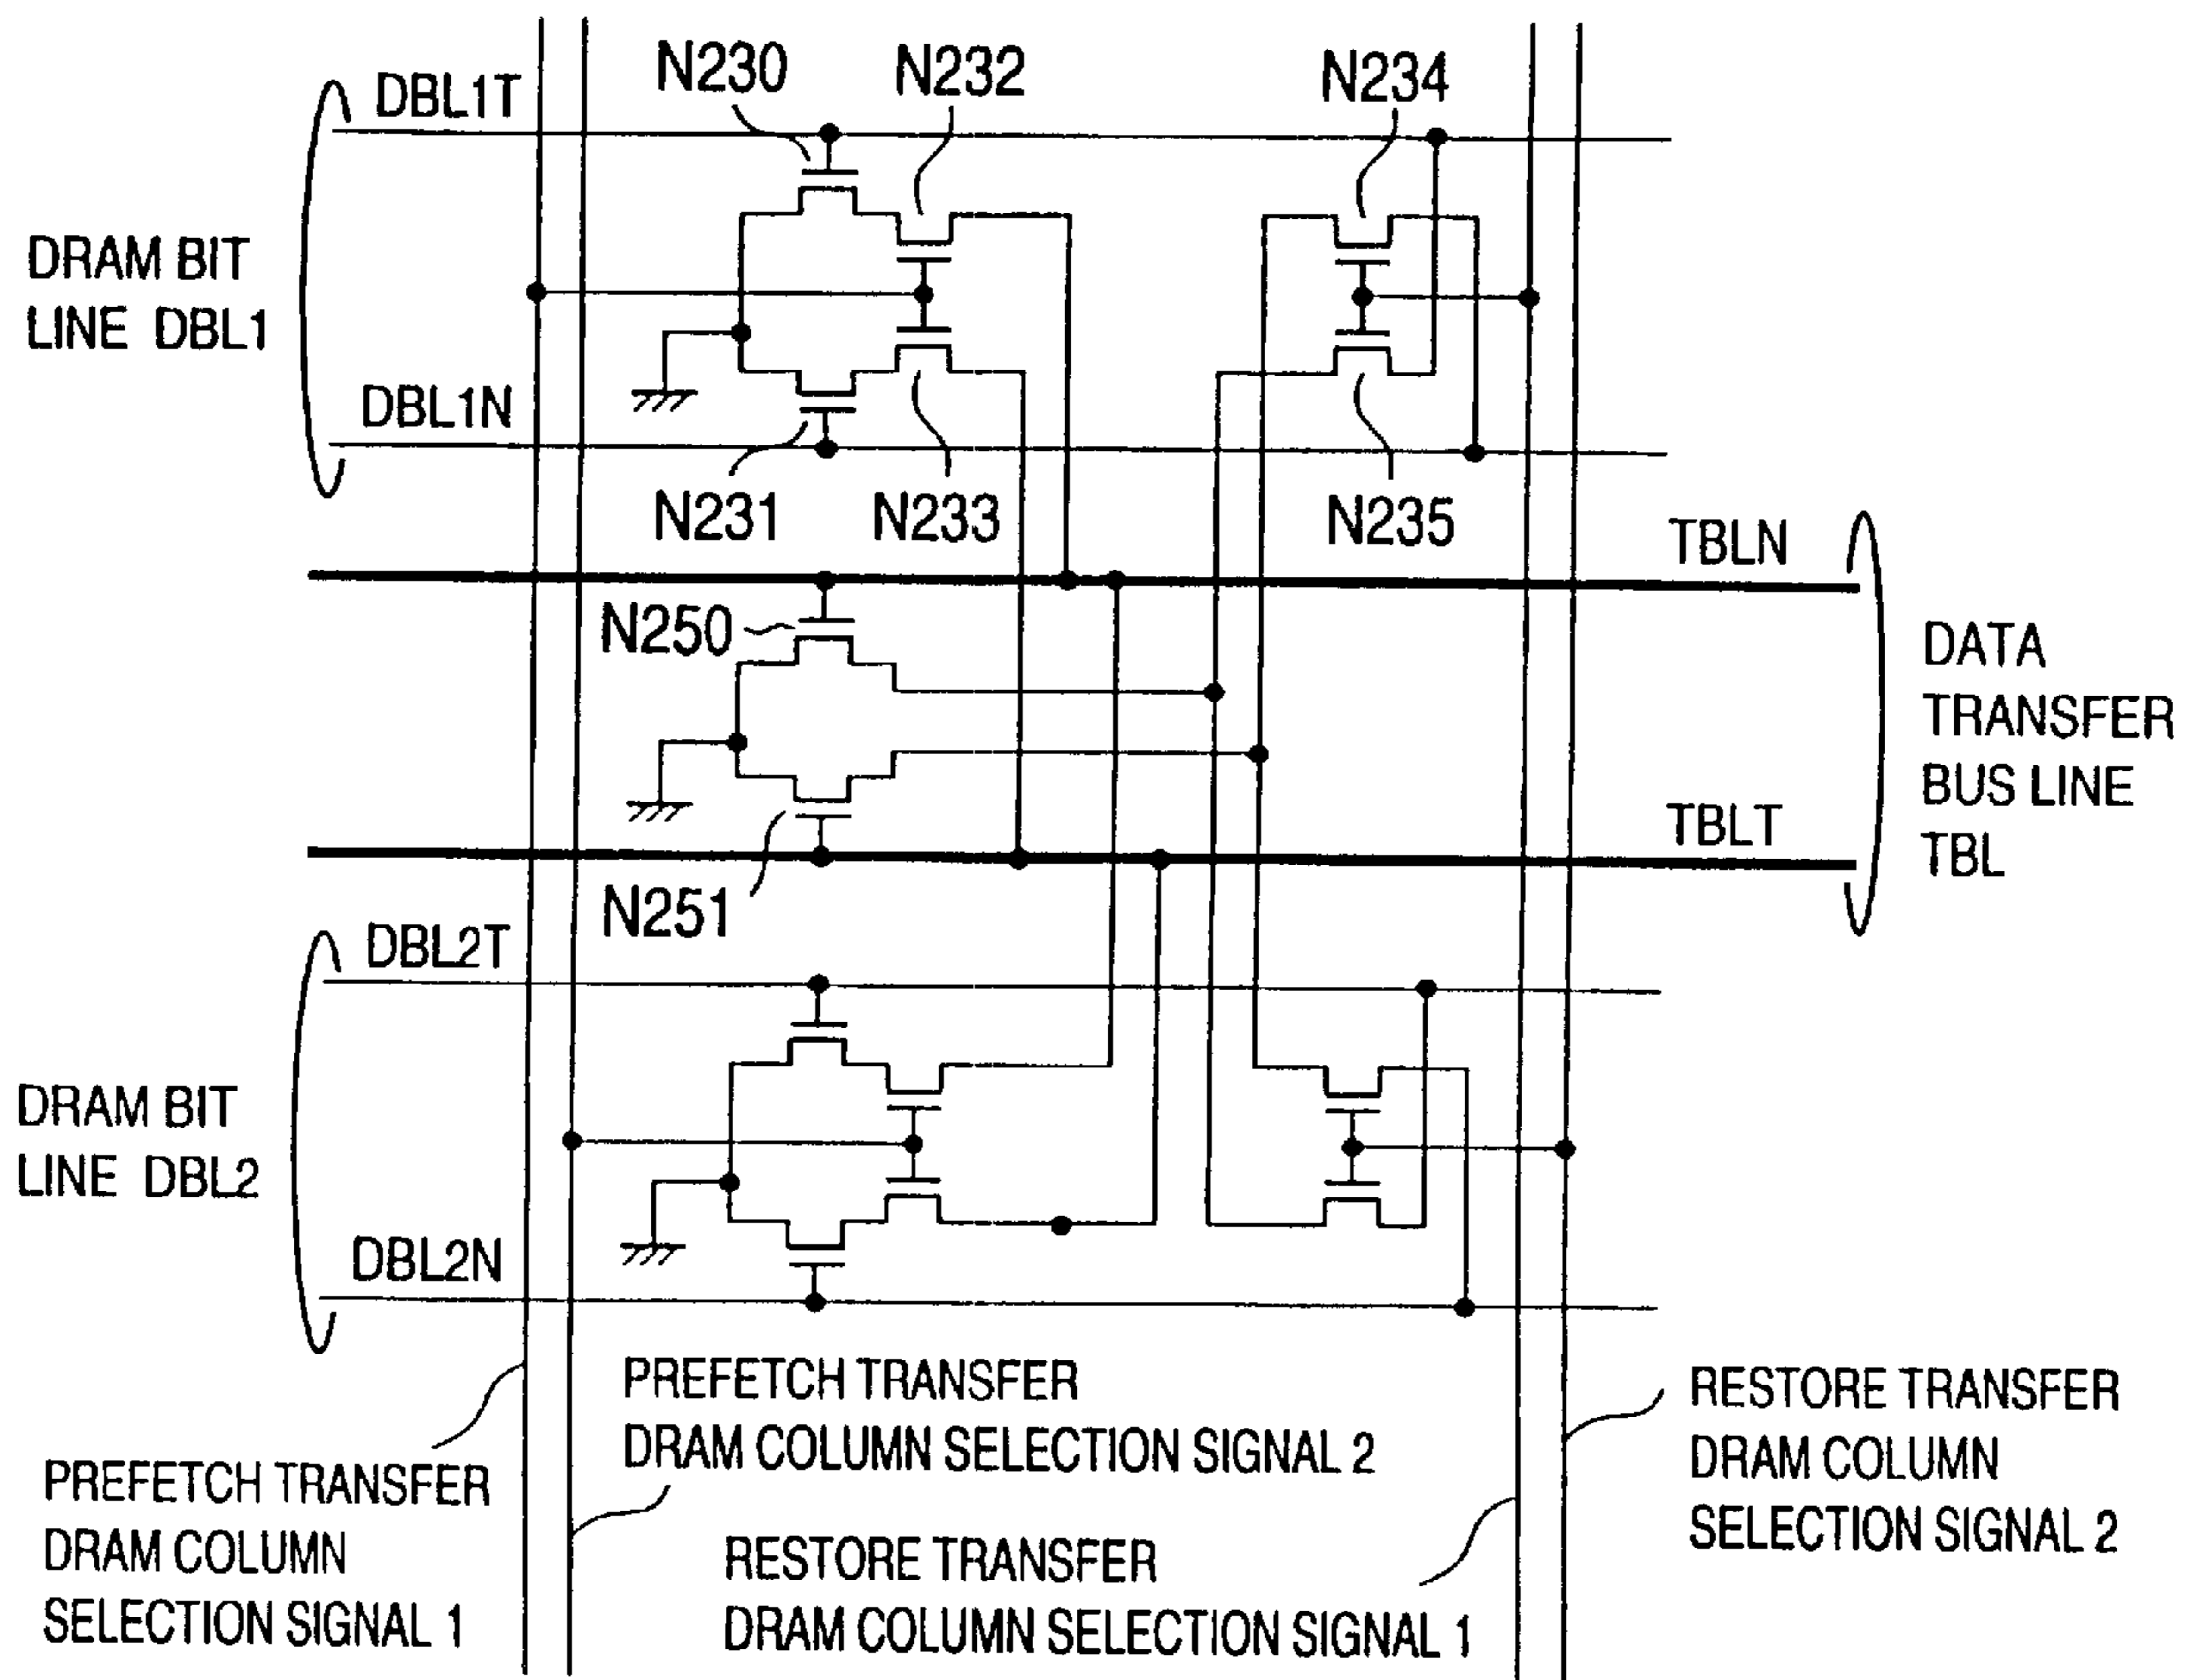 N230
N232
N234
DBL1T
DRAM BIT
LINE DBL1
DBL1N
N231
N233
N235
TBLN
N250
DATA
TRANSFER
BUS LINE
TBL
TBLT
N251
DBL2T
DRAM BIT
LINE DBL2
DBL2N
PREFETCH TRANSFER
DRAM COLUMN SELECTION SIGNAL 2
RESTORE TRANSFER
DRAM COLUMN
SELECTION SIGNAL 2
PREFETCH TRANSFER
DRAM COLUMN
SELECTION SIGNAL 1
RESTORE TRANSFER
DRAM COLUMN SELECTION SIGNAL 1